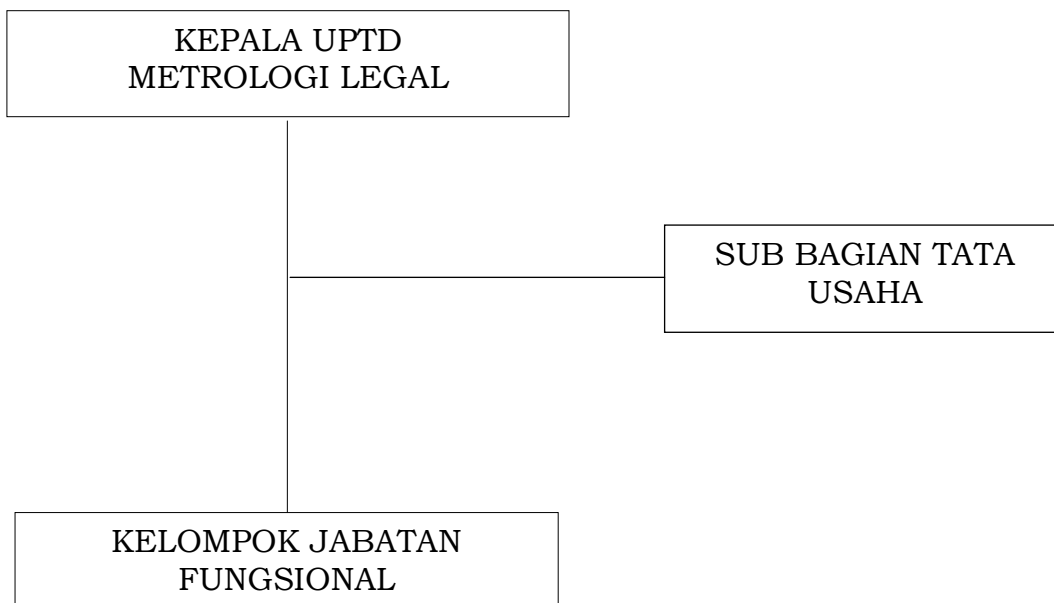 KEPALA UPTD
METROLOGI LEGAL
SUB BAGIAN TATA
USAHA
KELOMPOK JABATAN
FUNGSIONAL